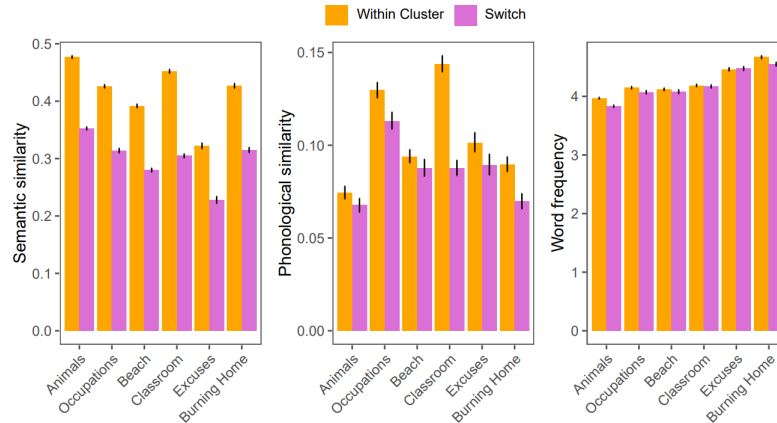 Within Cluster
Switch
Semantic similarity
0.5
0.4
0.3
0.2
0.1
0.0
Animals
Occupations
Beach
Classroom
Excuses
Burning Home
Phonological similarity
0.15
0.10
0.05
0.00
Animals
Occupations
Beach
Classroom
Excuses
Burning Home
Word frequency
4
3
2
1
0
Animals
Occupations
Beach
Classroom
Excuses
Burning Home